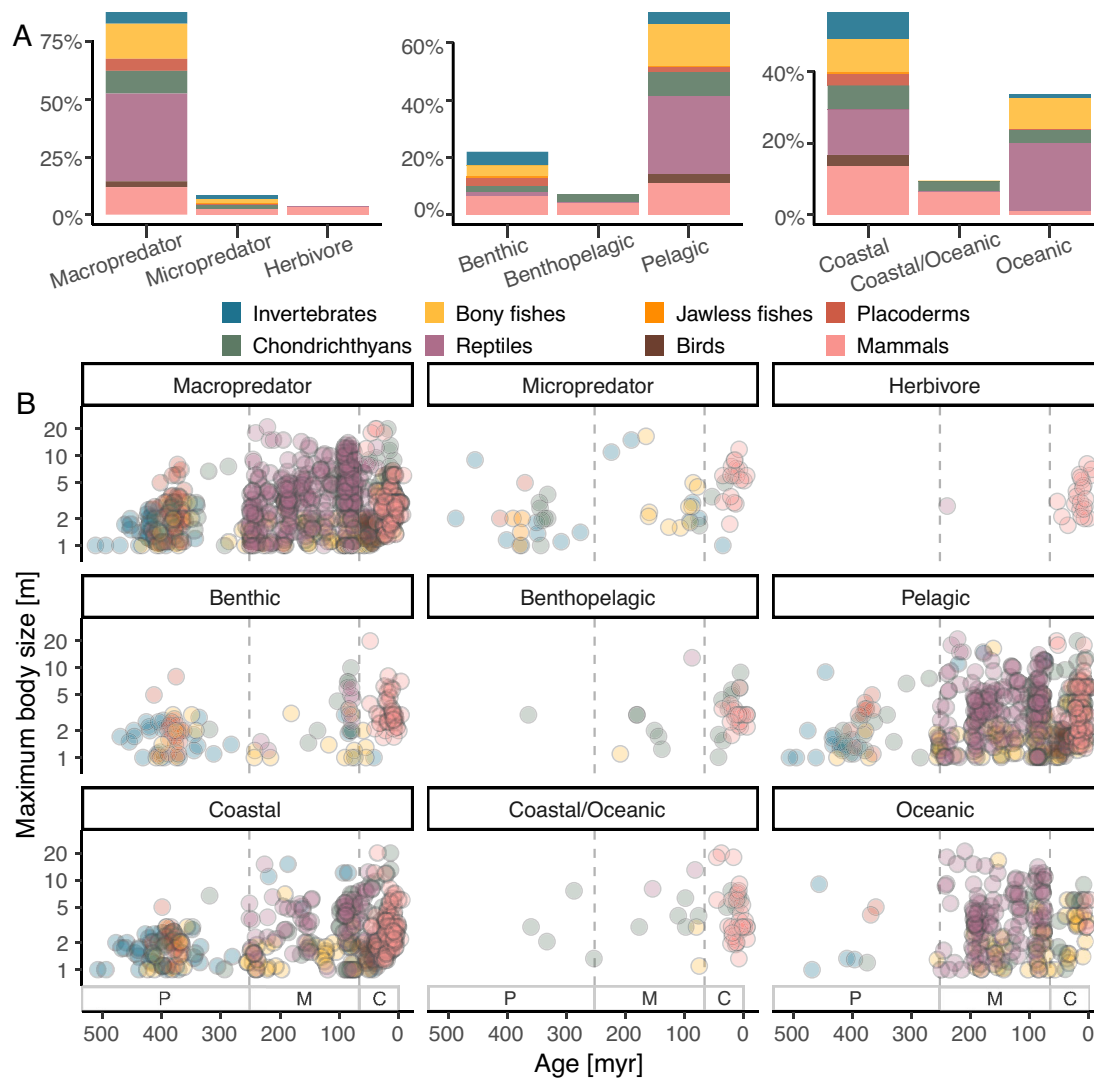 A
75%
50%
25%
0%
Macropredator
Micropredator
Herbivore
60%
40%
20%
0%
Benthic
Benthopelagic
Pelagic
40%
20%
0%
Coastal
Coastal/Oceanic
Oceanic
Invertebrates Bony fishes Jawless fishes Placoderms
Chondrichthyans Reptiles Birds Mammals
B
Maximum body size [m]
Macropredator Micropredator Herbivore
20
10
5
2
1
Benthic Benthopelagic Pelagic
20
10
5
2
1
Coastal Coastal/Oceanic Oceanic
20
10
5
2
1
P M C P M C P M C
500 400 300 200 100 0 500 400 300 200 100 0 500 400 300 200 100 0
Age [myr]